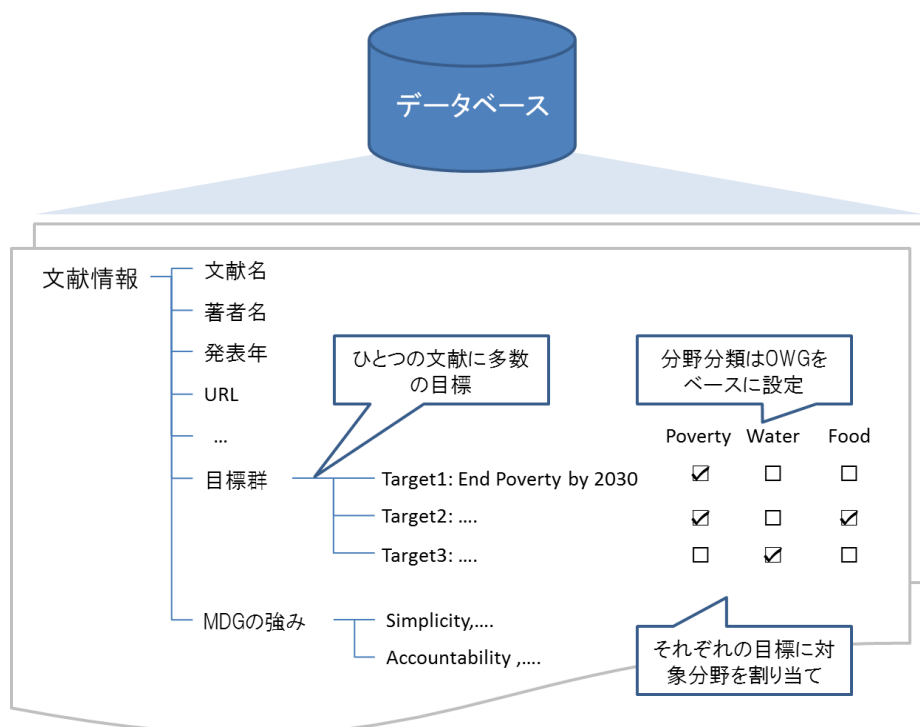 データベース
文献情報
文献名
著者名
発表年
URL
...
目標群
ひとつの文献に多数
の目標
分野分類はOWGを
ベースに設定
Poverty Water Food
Target1: End Poverty by 2030
Target2: ....
Target3: ....
MDGの強み
Simplicity,....
Accountability ,....
それぞれの目標に対
象分野を割り当て